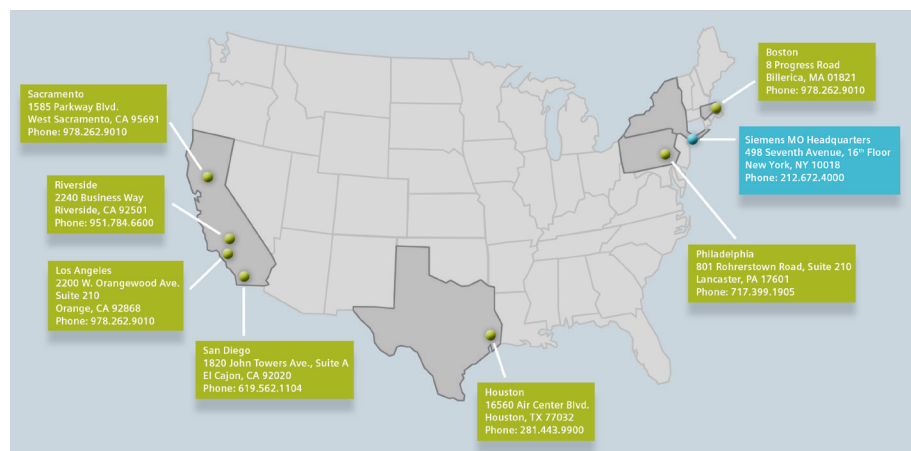 Boston
8 Progress Road
Billerica, MA 01821
Phone: 978.262.9010
Sacramento
1585 Parkway Blvd.
West Sacramento, CA 95691
Phone: 978.262.9010
Siemens MO Headquarters
498 Seventh Avenue, 16th Floor
New York, NY 10018
Phone: 212.672.4000
Riverside
2240 Business Way
Riverside, CA 92501
Phone: 951.784.6600
Philadelphia
801 Rohrerstown Road, Suite 210
Lancaster, PA 17601
Phone: 717.399.1905
Los Angeles
2200 W. Orangewood Ave.
Suite 210
Orange, CA 92868
Phone: 978.262.9010
San Diego
1820 John Towers Ave., Suite A
El Cajon, CA 92020
Phone: 619.562.1104
Houston
16560 Air Center Blvd.
Houston, TX 77032
Phone: 281.443.9900